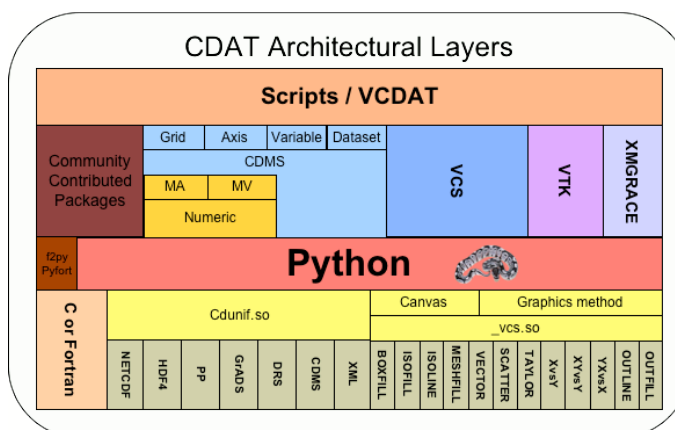 CDAT Architectural Layers
Scripts / VCDAT
Community
Contributed
Packages
Grid
Axis
Variable
Dataset
CDMS
MA
MV
Numeric
VCS
VTK
XMGRACE
f2py
Pyfort
Python
C or Fortran
Cdunif.so
Canvas
Graphics method
_vcs.so
NETCDF
HDF4
PP
GrADS
DRS
CDMS
XML
BOXFILL
ISOFILL
ISOLINE
MESHFILL
VECTOR
SCATTER
TAYLOR
XvsY
XYvsY
YXvsX
OUTLINE
OUTFILL